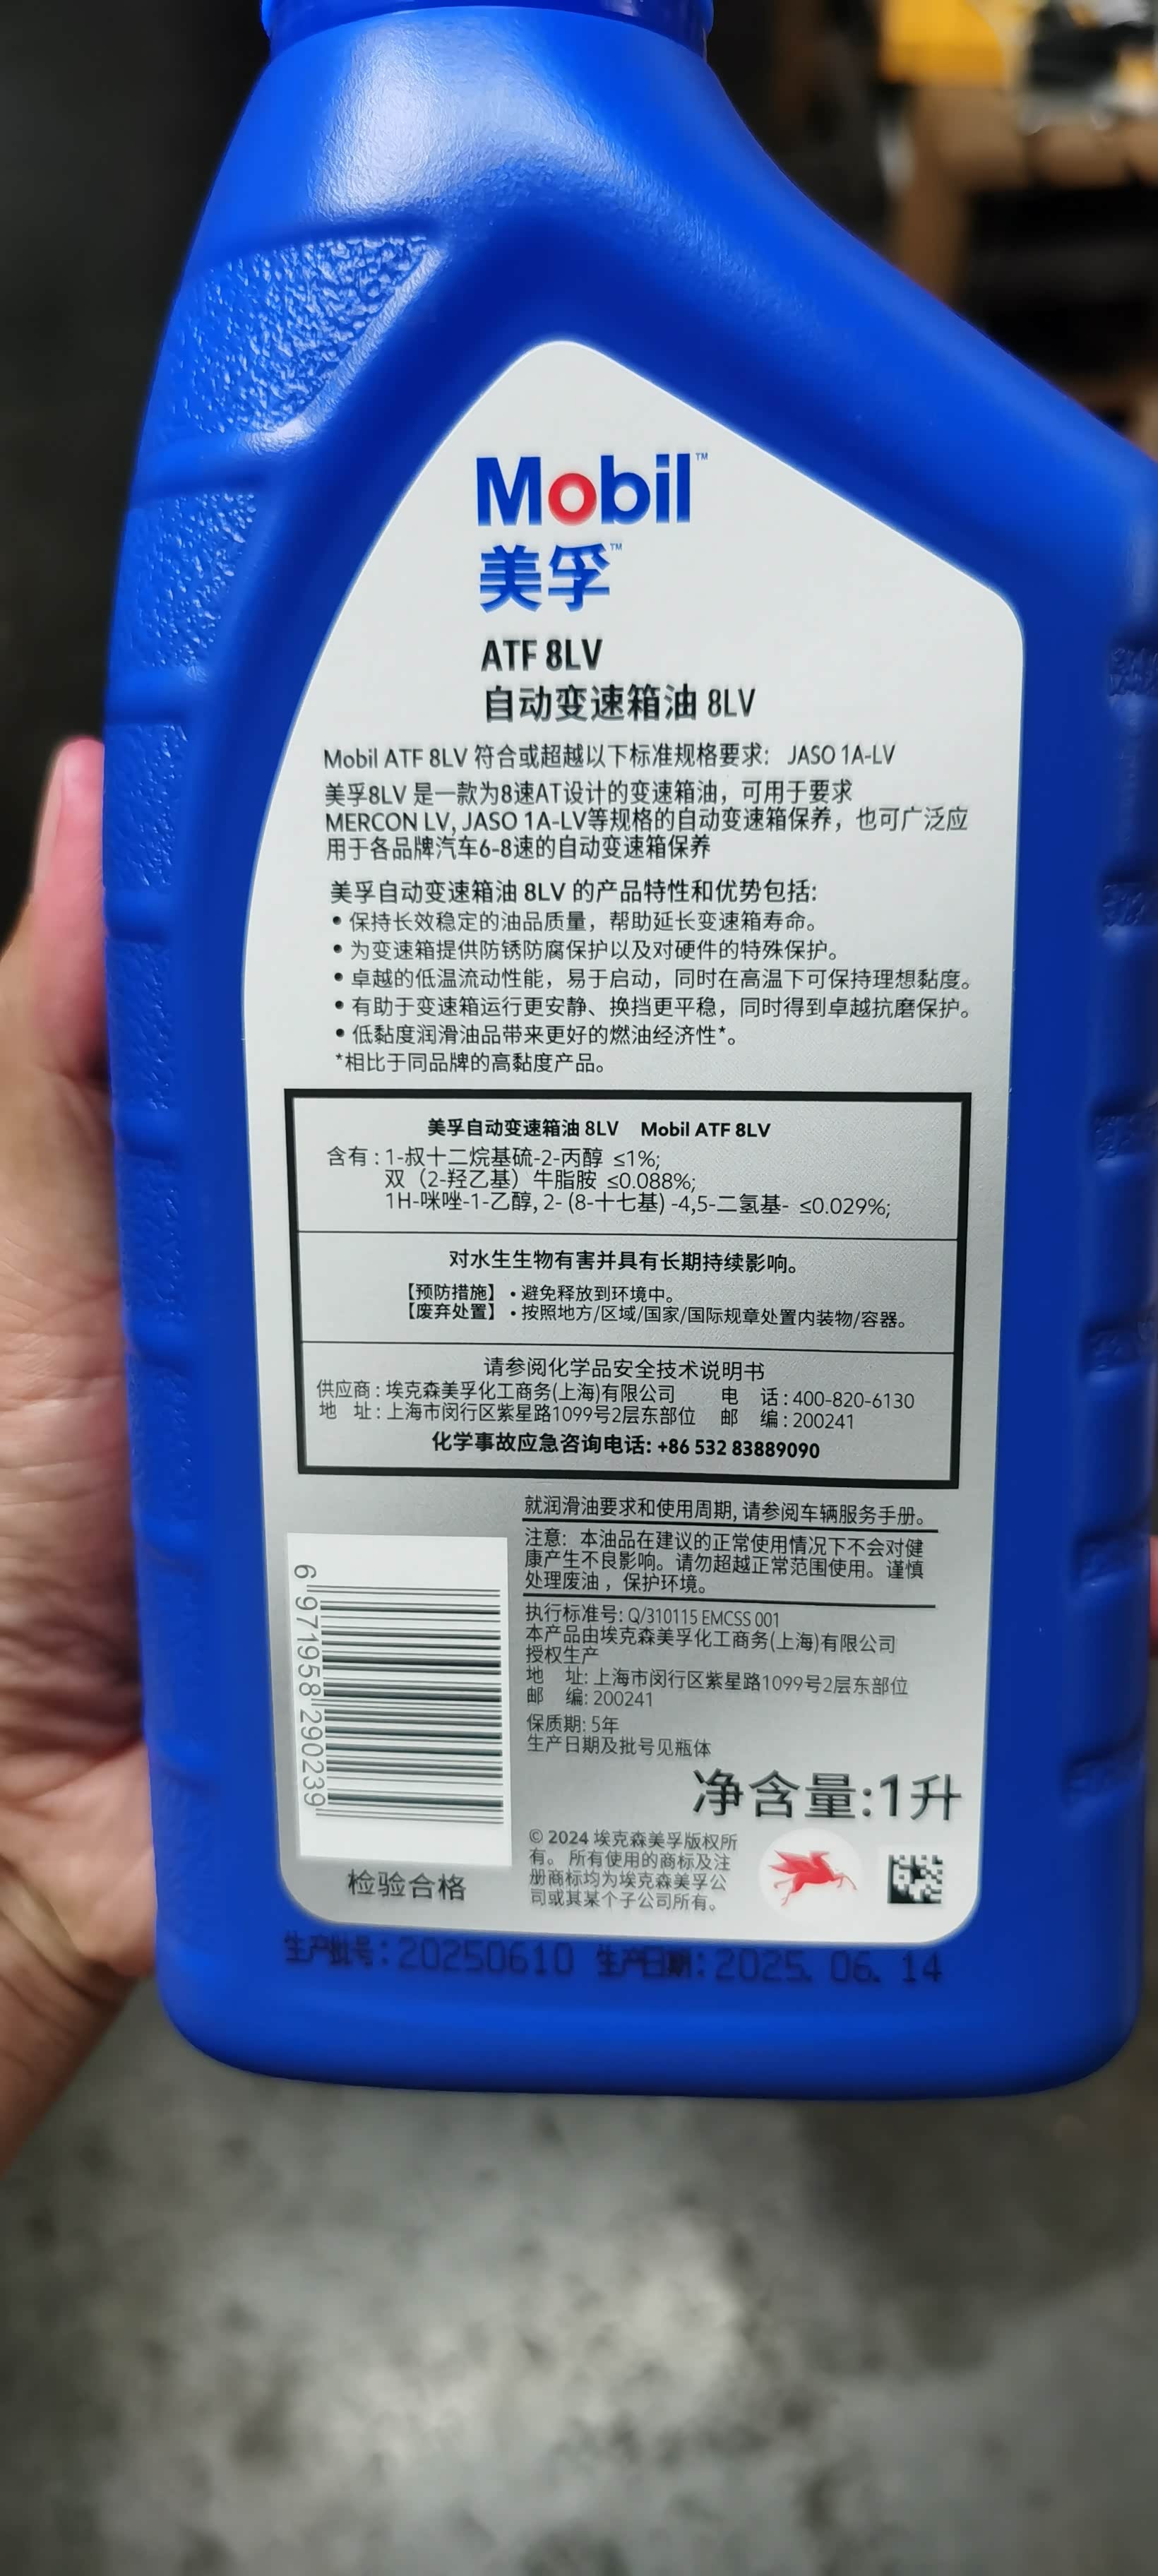 Mobil™
美孚™
ATF 8LV
自动变速箱油 8LV
Mobil ATF 8LV 符合或超越以下标准规格要求: JASO 1A-LV
美孚8LV 是一款为8速AT设计的变速箱油，可用于要求
MERCON LV, JASO 1A-LV等规格的自动变速箱保养，也可广泛应
用于各品牌汽车6-8速的自动变速箱保养
美孚自动变速箱油 8LV 的产品特性和优势包括:
• 保持长效稳定的油品质量，帮助延长变速箱寿命。
• 为变速箱提供防锈防腐保护以及对硬件的特殊保护。
• 卓越的低温流动性能，易于启动，同时在高温下可保持理想黏度。
• 有助于变速箱运行更安静、换挡更平稳，同时得到卓越抗磨保护。
• 低黏度润滑油品带来更好的燃油经济性*。
*相比于同品牌的高黏度产品。
美孚自动变速箱油 8LV Mobil ATF 8LV
含有: 1-叔十二烷基硫-2-丙醇 ≤1%;
双（2-羟乙基）牛脂胺 ≤0.088%;
1H-咪唑-1-乙醇, 2- (8-十七基) -4,5-二氢基- ≤0.029%;
对水生生物有害并具有长期持续影响。
【预防措施】 • 避免释放到环境中。
【废弃处置】 • 按照地方/区域/国家/国际规章处置内装物/容器。
请参阅化学品安全技术说明书
供应商: 埃克森美孚化工商务(上海)有限公司 电 话: 400-820-6130
地 址: 上海市闵行区紫星路1099号2层东部位 邮 编: 200241
化学事故应急咨询电话: +86 532 83889090
就润滑油要求和使用周期, 请参阅车辆服务手册。
注意: 本油品在建议的正常使用情况下不会对健
康产生不良影响。请勿超越正常范围使用。谨慎
处理废油，保护环境。
执行标准号: Q/310115 EMCSS 001
本产品由埃克森美孚化工商务(上海)有限公司
授权生产
地 址: 上海市闵行区紫星路1099号2层东部位
邮 编: 200241
保质期: 5年
生产日期及批号见瓶体
净含量:1升
6 971958 290239
检验合格
© 2024 埃克森美孚版权所
有。所有使用的商标及注
册商标均为埃克森美孚公
司或其某个子公司所有。
生产批号: 20250610 生产日期: 2025. 06. 14